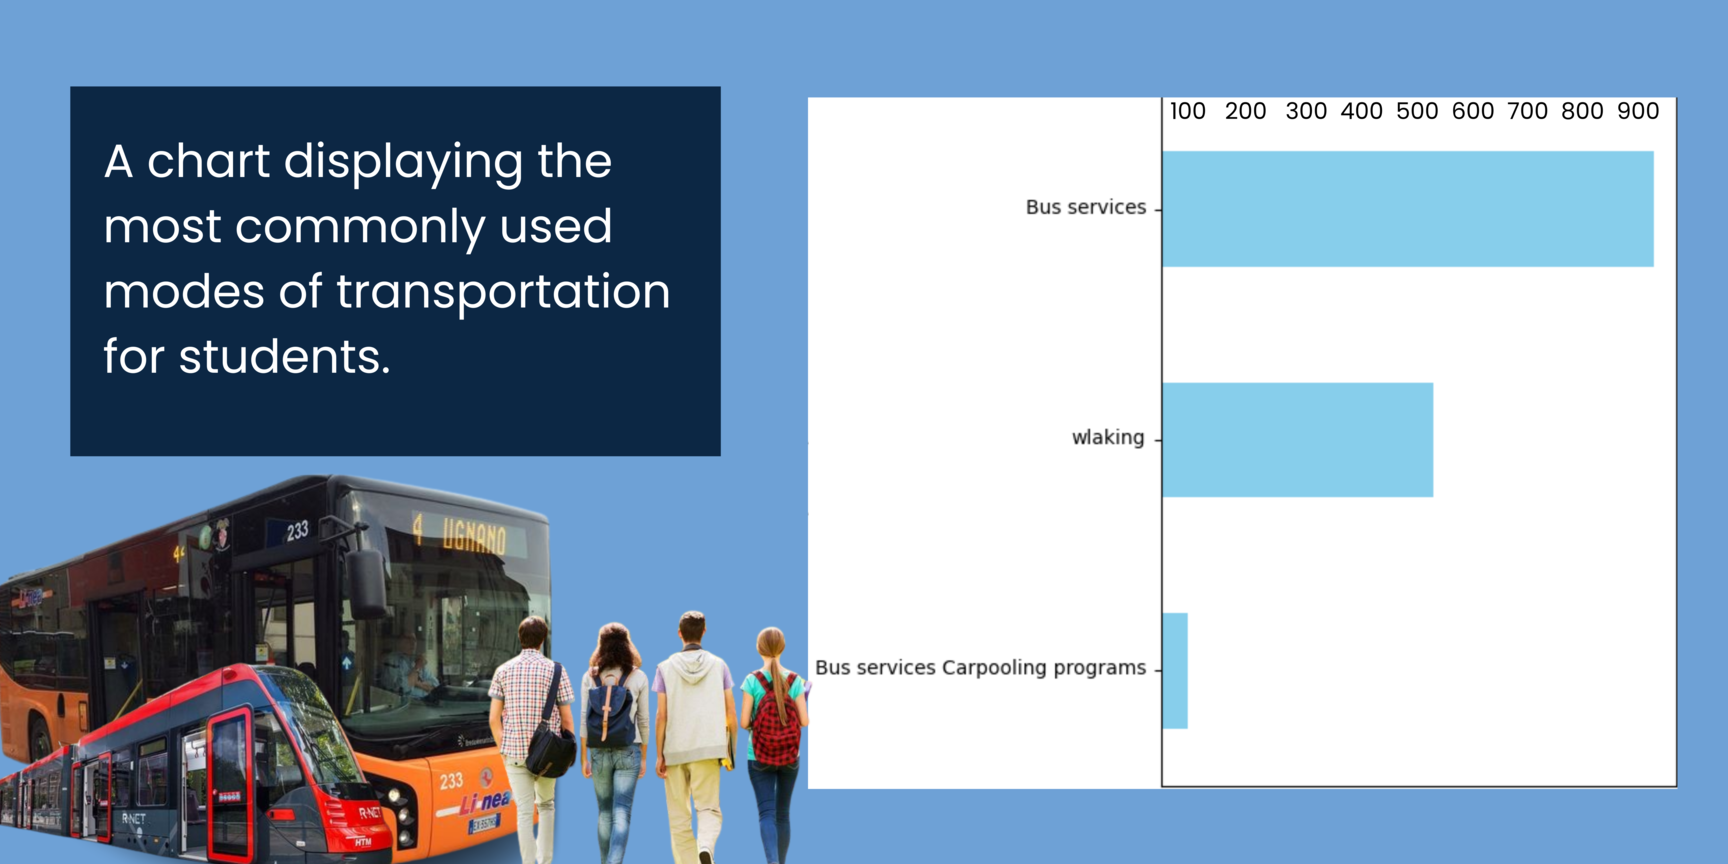 A chart displaying the
most commonly used
modes of transportation
for students.
100 200 300 400 500 600 700 800 900
Bus services
wlaking
Bus services Carpooling programs
233
4 UGNANO
233
Linea
R-NET
R-NET
HTM